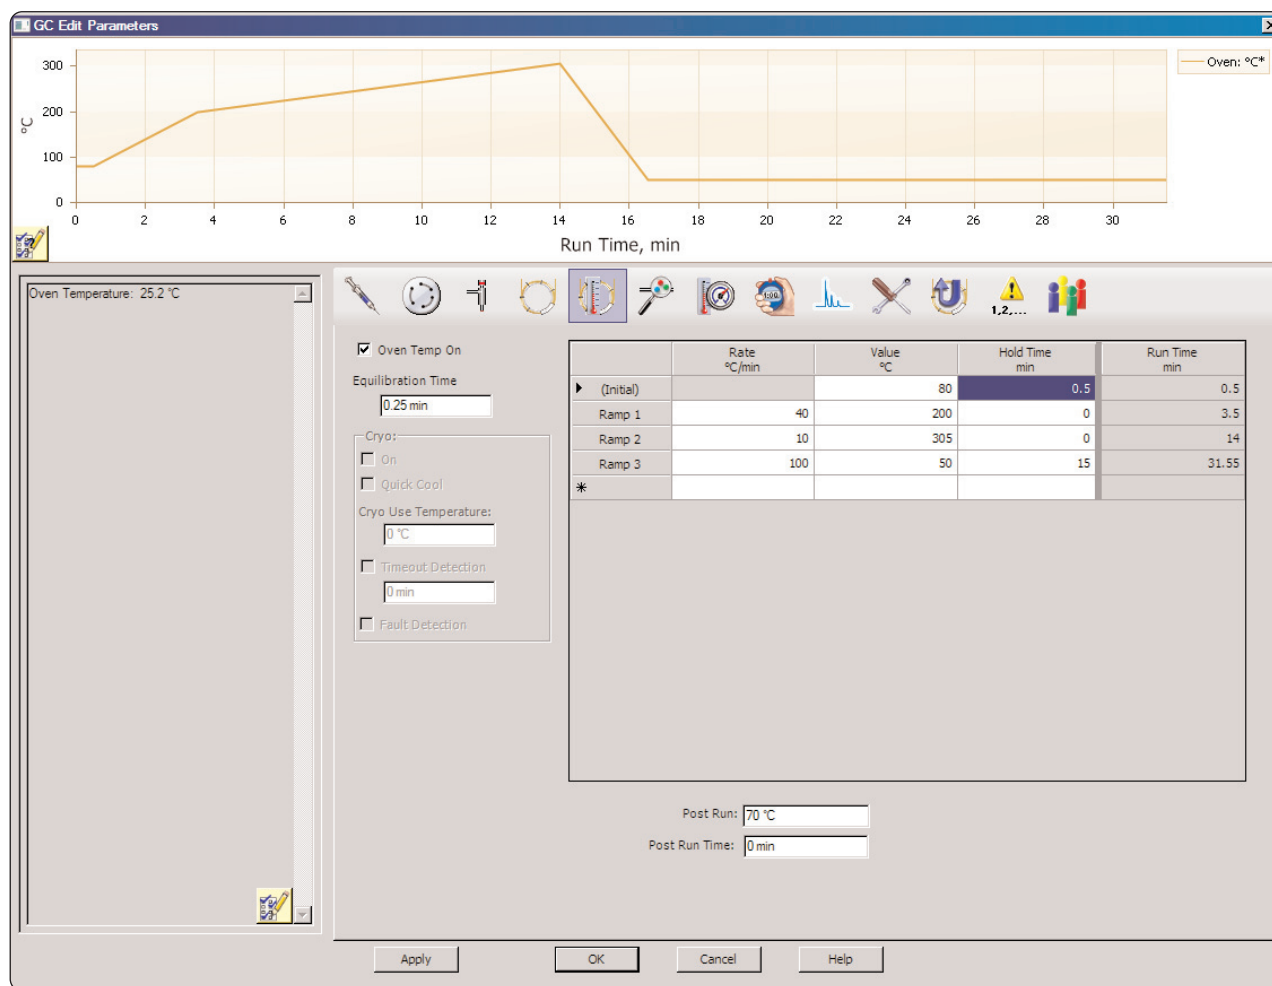 GC Edit Parameters
Oven: °C*
300
200
100
0
°C
0 2 4 6 8 10 12 14 16 18 20 22 24 26 28 30
Run Time, min
Oven Temperature: 25.2 °C
1,2,...
Oven Temp On
Equilibration Time
0.25 min
Cryo:
On
Quick Cool
Cryo Use Temperature:
0 °C
Timeout Detection
0 min
Fault Detection
Rate °C/min Value °C Hold Time min Run Time min
(Initial) 80 0.5 0.5
Ramp 1 40 200 0 3.5
Ramp 2 10 305 0 14
Ramp 3 100 50 15 31.55
*
Post Run: 70 °C
Post Run Time: 0 min
Apply OK Cancel Help